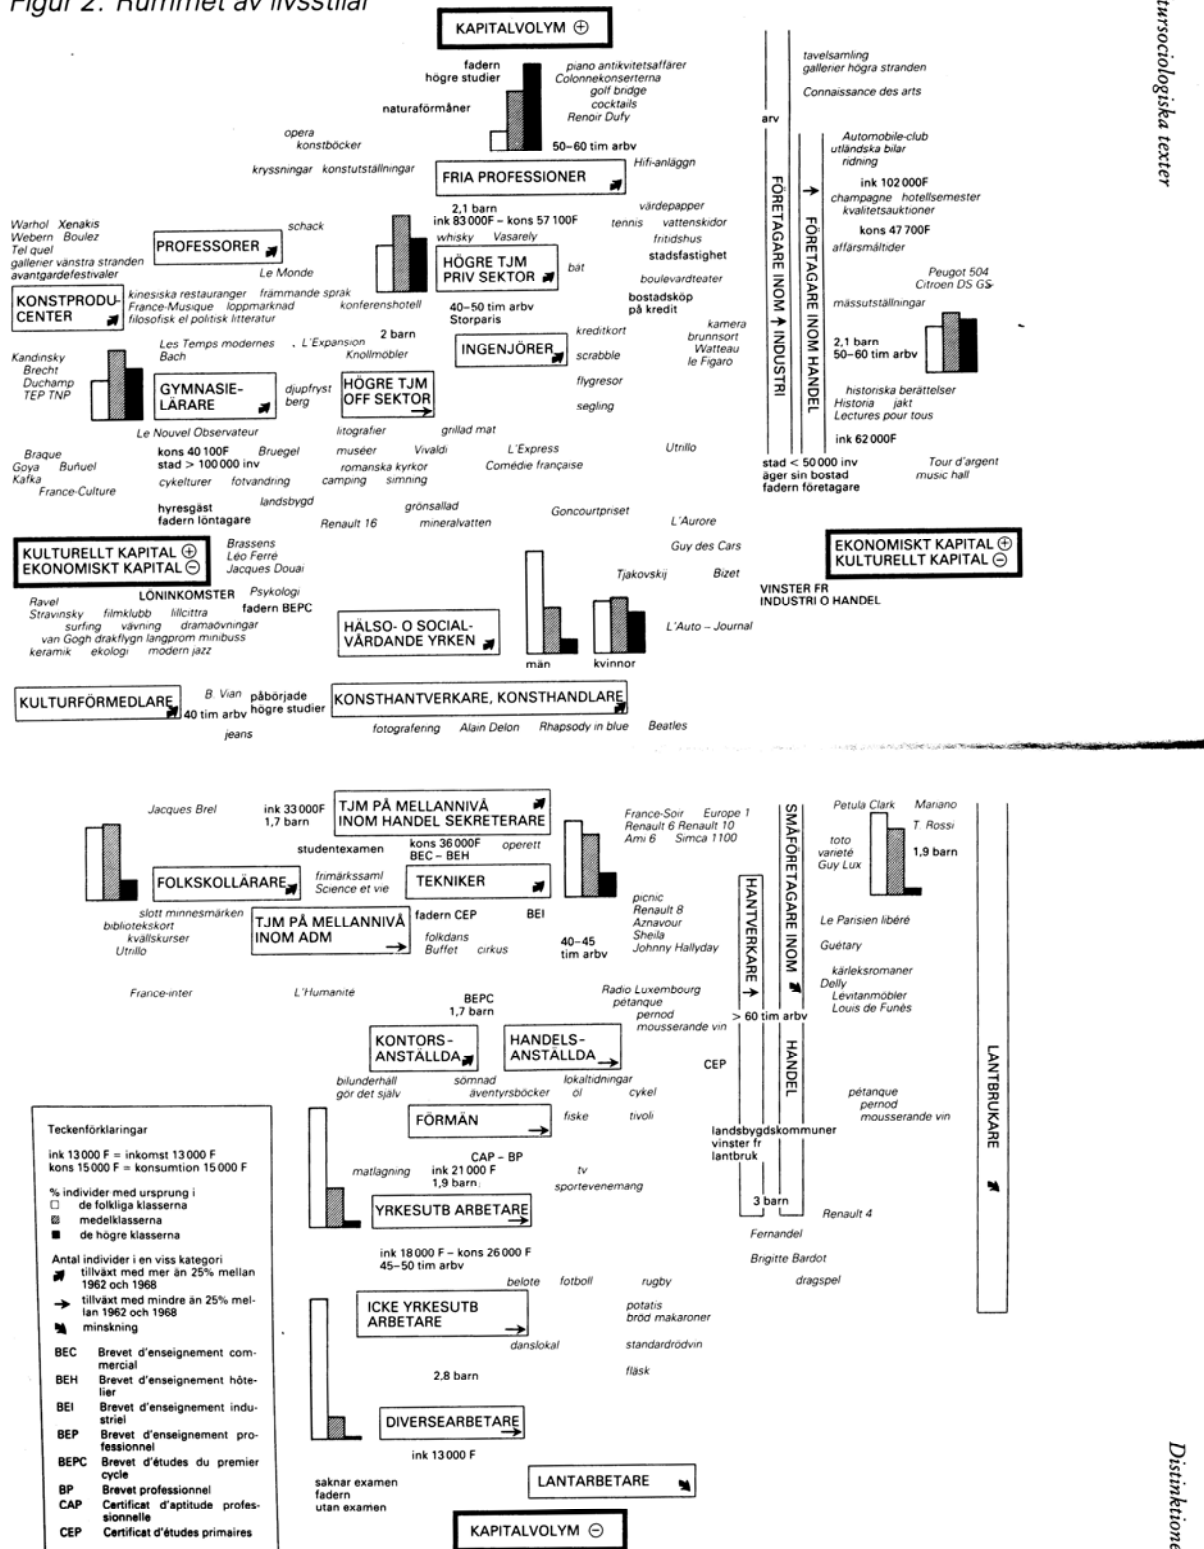 Figur 2. Rummet av livsstilar
tursociologiska texter
KAPITALVOLYM ⊕
fadern
högre studier
naturaförmåner
piano antikvitetsaffärer
Colonnekonserterna
golf bridge
cocktails
Renoir Dufy
50–60 tim arbv
tavelsamling
gallerier högra stranden
Connaissance des arts
arv
opera
konstböcker
kryssningar konstutställningar
FRIA PROFESSIONER
Hifi-anläggn
Automobile-club
utländska bilar
ridning
ink 102 000F
champagne hotellsemester
kvalitetsauktioner
kons 47 700F
affärsmåltider
FÖRETAGARE INOM INDUSTRI
FÖRETAGARE INOM HANDEL
2,1 barn
ink 83 000F – kons 57 100F
whisky Vasarely
värdepapper
tennis vattenskidor
fritidshus
stadsfastighet
Warhol Xenakis
Webern Boulez
Tel quel
gallerier vänstra stranden
avantgardefestivaler
PROFESSORER
schack
Le Monde
HÖGRE TJM
PRIV SEKTOR
båt
boulevardteater
Peugot 504
Citroen DS GS
KONSTPRODU-
CENTER
kinesiska restauranger främmande språk
France-Musique loppmarknad
filosofisk el politisk litteratur
konferenshotell
40–50 tim arbv
Storparis
bostadsköp
på kredit
mässutställningar
2,1 barn
50–60 tim arbv
Les Temps modernes
Bach
L'Expansion
2 barn
Knollmöbler
INGENJÖRER
kreditkort
scrabble
flygresor
segling
kamera
brunnsort
Watteau
le Figaro
Kandinsky
Brecht
Duchamp
TEP TNP
GYMNASIE-
LÄRARE
djupfryst
berg
HÖGRE TJM
OFF SEKTOR
historiska berättelser
Historia jakt
Lectures pour tous
ink 62 000F
Le Nouvel Observateur
litografier
grillad mat
Braque
Goya Buñuel
Kafka
France-Culture
kons 40 100F
stad > 100 000 inv
Bruegel
muséer Vivaldi
L'Express
Utrillo
romanska kyrkor
Comédie française
cykelturer fotvandring camping simning
stad < 50 000 inv
äger sin bostad
fadern företagare
Tour d'argent
music hall
hyresgäst
fadern löntagare
landsbygd
Renault 16
grönsallad
mineralvatten
Goncourtpriset
L'Aurore
Guy des Cars
KULTURELLT KAPITAL ⊕
EKONOMISKT KAPITAL ⊖
Brassens
Léo Ferré
Jacques Douai
EKONOMISKT KAPITAL ⊕
KULTURELLT KAPITAL ⊖
Tjakovskij Bizet
VINSTER FR
INDUSTRI O HANDEL
LÖNINKOMSTER
Psykologi
fadern BEPC
Ravel
Stravinsky filmklubb lillcittra
surfing vävning dramaövningar
van Gogh drakflygn langprom minibuss
keramik ekologi modern jazz
HÄLSO- O SOCIAL-
VÅRDANDE YRKEN
män kvinnor
L'Auto – Journal
KULTURFÖRMEDLARE
B. Vian
40 tim arbv
jeans
påbörjade
högre studier
KONSTHANTVERKARE, KONSTHANDLARE
fotografering Alain Delon Rhapsody in blue Beatles
Jacques Brel
ink 33 000F
1,7 barn
TJM PÅ MELLANNIVÅ
INOM HANDEL SEKRETERARE
France-Soir Europe 1
Renault 6 Renault 10
Ami 6 Simca 1100
Petula Clark Mariano
T. Rossi
toto
varieté
Guy Lux
1,9 barn
studentexamen
kons 36 000F
BEC – BEH
operett
FOLKSKOLLÄRARE
frimärkssaml
Science et vie
TEKNIKER
HANTVERKARE
SMÅFÖRETAGARE INOM HANDEL
slott minnesmärken
bibliotekskort
kvällskurser
Utrillo
TJM PÅ MELLANNIVÅ
INOM ADM
fadern CEP
BEI
folkdans
Buffet cirkus
40–45
tim arbv
picnic
Renault 8
Aznavour
Sheila
Johnny Hallyday
Le Parisien libéré
Guétary
kärleksromaner
Delly
Lévitanmöbler
Louis de Funès
France-inter
L'Humanité
BEPC
1,7 barn
Radio Luxembourg
pétanque
pernod
mousserande vin
> 60 tim arbv
KONTORS-
ANSTÄLLDA
HANDELS-
ANSTÄLLDA
CEP
LANTBRUKARE
bilunderhåll
gör det själv
sömnad
äventyrsböcker
lokaltidningar
öl cykel
FÖRMÄN
fiske tivoli
pétanque
pernod
mousserande vin
landsbygdskommuner
vinster fr
lantbruk
CAP – BP
matlagning
ink 21 000 F
1,9 barn
tv
sportevenemang
YRKESUTB ARBETARE
3 barn
Renault 4
Fernandel
Brigitte Bardot
dragspel
ink 18 000 F – kons 26 000 F
45–50 tim arbv
belote fotboll rugby
ICKE YRKESUTB
ARBETARE
potatis
bröd makaroner
danslokal
standardrödvin
fläsk
2,8 barn
DIVERSEARBETARE
ink 13 000 F
saknar examen
fadern
utan examen
LANTARBETARE
KAPITALVOLYM ⊖
Teckenförklaringar
ink 13 000 F = inkomst 13 000 F
kons 15 000 F = konsumtion 15 000 F
% individer med ursprung i
de folkliga klasserna
medelklasserna
de högre klasserna
Antal individer i en viss kategori
tillväxt med mer än 25% mellan
1962 och 1968
tillväxt med mindre än 25% mel-
lan 1962 och 1968
minskning
BEC Brevet d'enseignement com-
mercial
BEH Brevet d'enseignement hôte-
lier
BEI Brevet d'enseignement indu-
striel
BEP Brevet d'enseignement pro-
fessionnel
BEPC Brevet d'études du premier
cycle
BP Brevet professionnel
CAP Certificat d'aptitude profes-
sionnelle
CEP Certificat d'études primaires
Distinktione